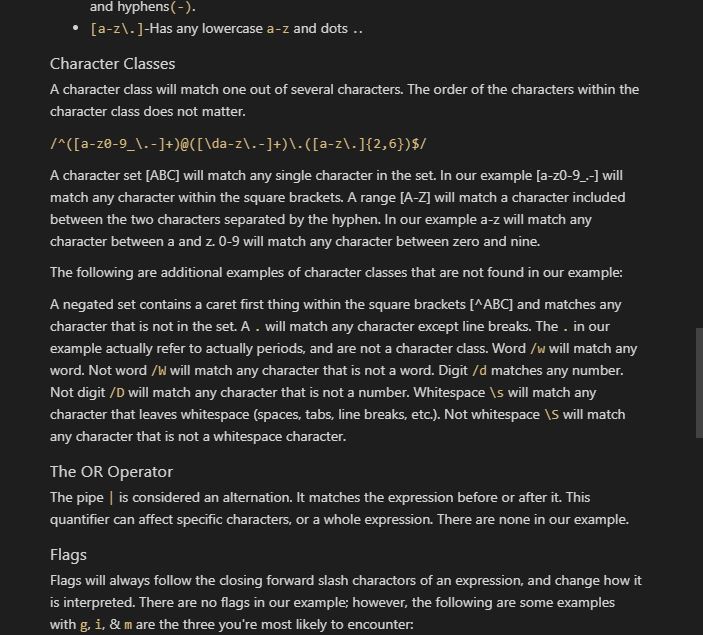 and hyphens(-).
• [a-z\.]-Has any lowercase a-z and dots ..
Character Classes
A character class will match one out of several characters. The order of the characters within the
character class does not matter.
/^([a-z0-9_\.-]+)@([\da-z\.-]+)\.([a-z\.]{2,6})$/
A character set [ABC] will match any single character in the set. In our example [a-z0-9_.-] will
match any character within the square brackets. A range [A-Z] will match a character included
between the two characters separated by the hyphen. In our example a-z will match any
character between a and z. 0-9 will match any character between zero and nine.
The following are additional examples of character classes that are not found in our example:
A negated set contains a caret first thing within the square brackets [^ABC] and matches any
character that is not in the set. A . will match any character except line breaks. The . in our
example actually refer to actually periods, and are not a character class. Word /w will match any
word. Not word /W will match any character that is not a word. Digit /d matches any number.
Not digit /D will match any character that is not a number. Whitespace \s will match any
character that leaves whitespace (spaces, tabs, line breaks, etc.). Not whitespace \S will match
any character that is not a whitespace character.
The OR Operator
The pipe | is considered an alternation. It matches the expression before or after it. This
quantifier can affect specific characters, or a whole expression. There are none in our example.
Flags
Flags will always follow the closing forward slash charactors of an expression, and change how it
is interpreted. There are no flags in our example; however, the following are some examples
with g, i, & m are the three you're most likely to encounter: